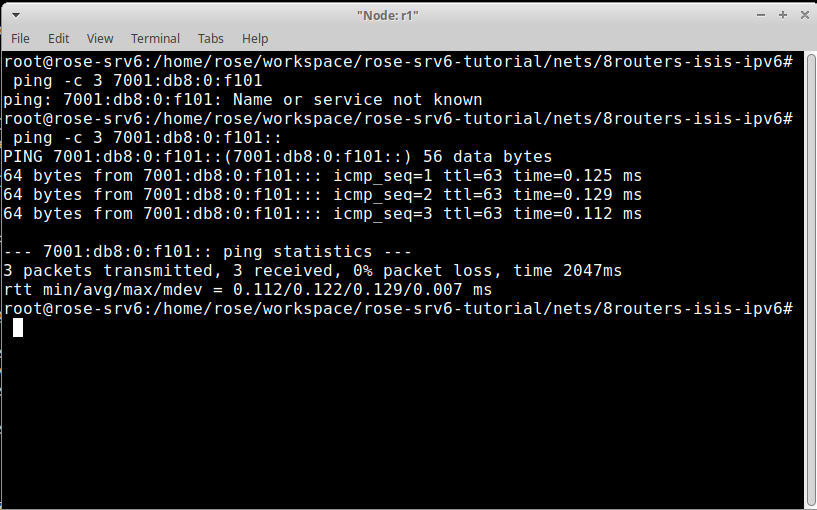 "Node: r1"
File Edit View Terminal Tabs Help
root@rose-srv6:/home/rose/workspace/rose-srv6-tutorial/nets/8routers-isis-ipv6#
ping -c 3 7001:db8:0:f101
ping: 7001:db8:0:f101: Name or service not known
root@rose-srv6:/home/rose/workspace/rose-srv6-tutorial/nets/8routers-isis-ipv6#
ping -c 3 7001:db8:0:f101::
PING 7001:db8:0:f101::(7001:db8:0:f101::) 56 data bytes
64 bytes from 7001:db8:0:f101::: icmp_seq=1 ttl=63 time=0.125 ms
64 bytes from 7001:db8:0:f101::: icmp_seq=2 ttl=63 time=0.129 ms
64 bytes from 7001:db8:0:f101::: icmp_seq=3 ttl=63 time=0.112 ms
--- 7001:db8:0:f101:: ping statistics ---
3 packets transmitted, 3 received, 0% packet loss, time 2047ms
rtt min/avg/max/mdev = 0.112/0.122/0.129/0.007 ms
root@rose-srv6:/home/rose/workspace/rose-srv6-tutorial/nets/8routers-isis-ipv6#